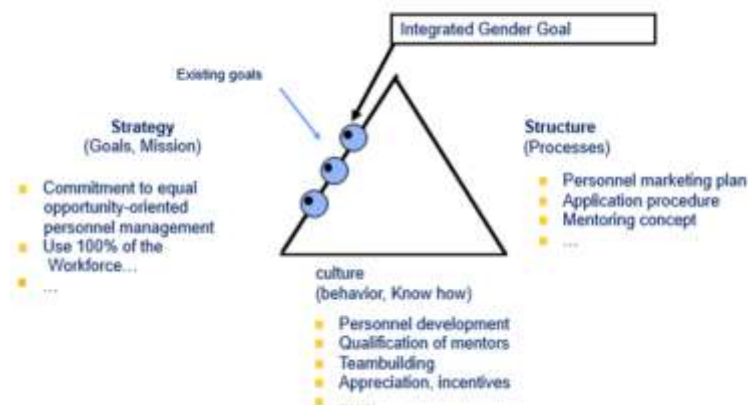 Integrated Gender Goal
Existing goals
Strategy
(Goals, Mission)
Commitment to equal
opportunity-oriented
personnel management
Use 100% of the
Workforce...
...
Structure
(Processes)
Personnel marketing plan
Application procedure
Mentoring concept
...
culture
(behavior, Know how)
Personnel development
Qualification of mentors
Teambuilding
Appreciation, incentives